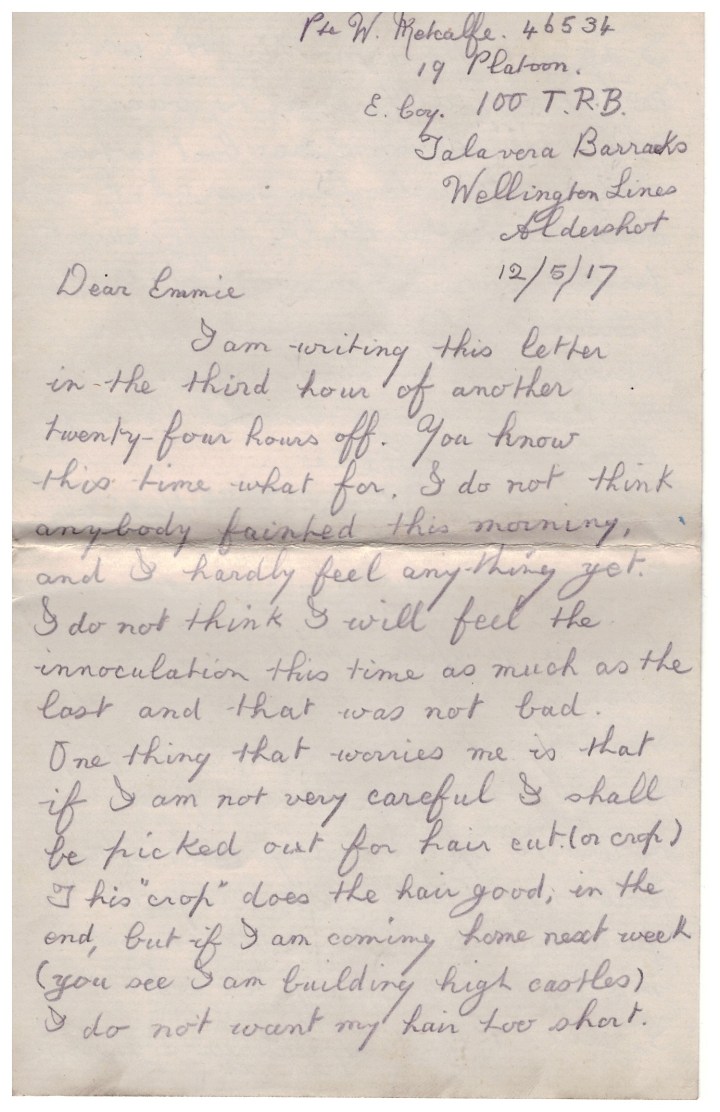 Pte W. Metcalfe. 46534
19 Platoon.
E. Coy. 100 T.R.B.
Talavera Barracks
Wellington Lines
Aldershot
12/5/17
Dear Emmie
I am writing this letter
in the third hour of another
twenty-four hours off. You know
this time what for. I do not think
anybody fainted this morning,
and I hardly feel anything yet.
I do not think I will feel the
innoculation this time as much as the
last and that was not bad.
One thing that worries me is that
if I am not very careful I shall
be picked out for hair cut. (or crop)
This "crop" does the hair good, in the
end, but if I am coming home next week
(you see I am building high castles)
I do not want my hair too short.